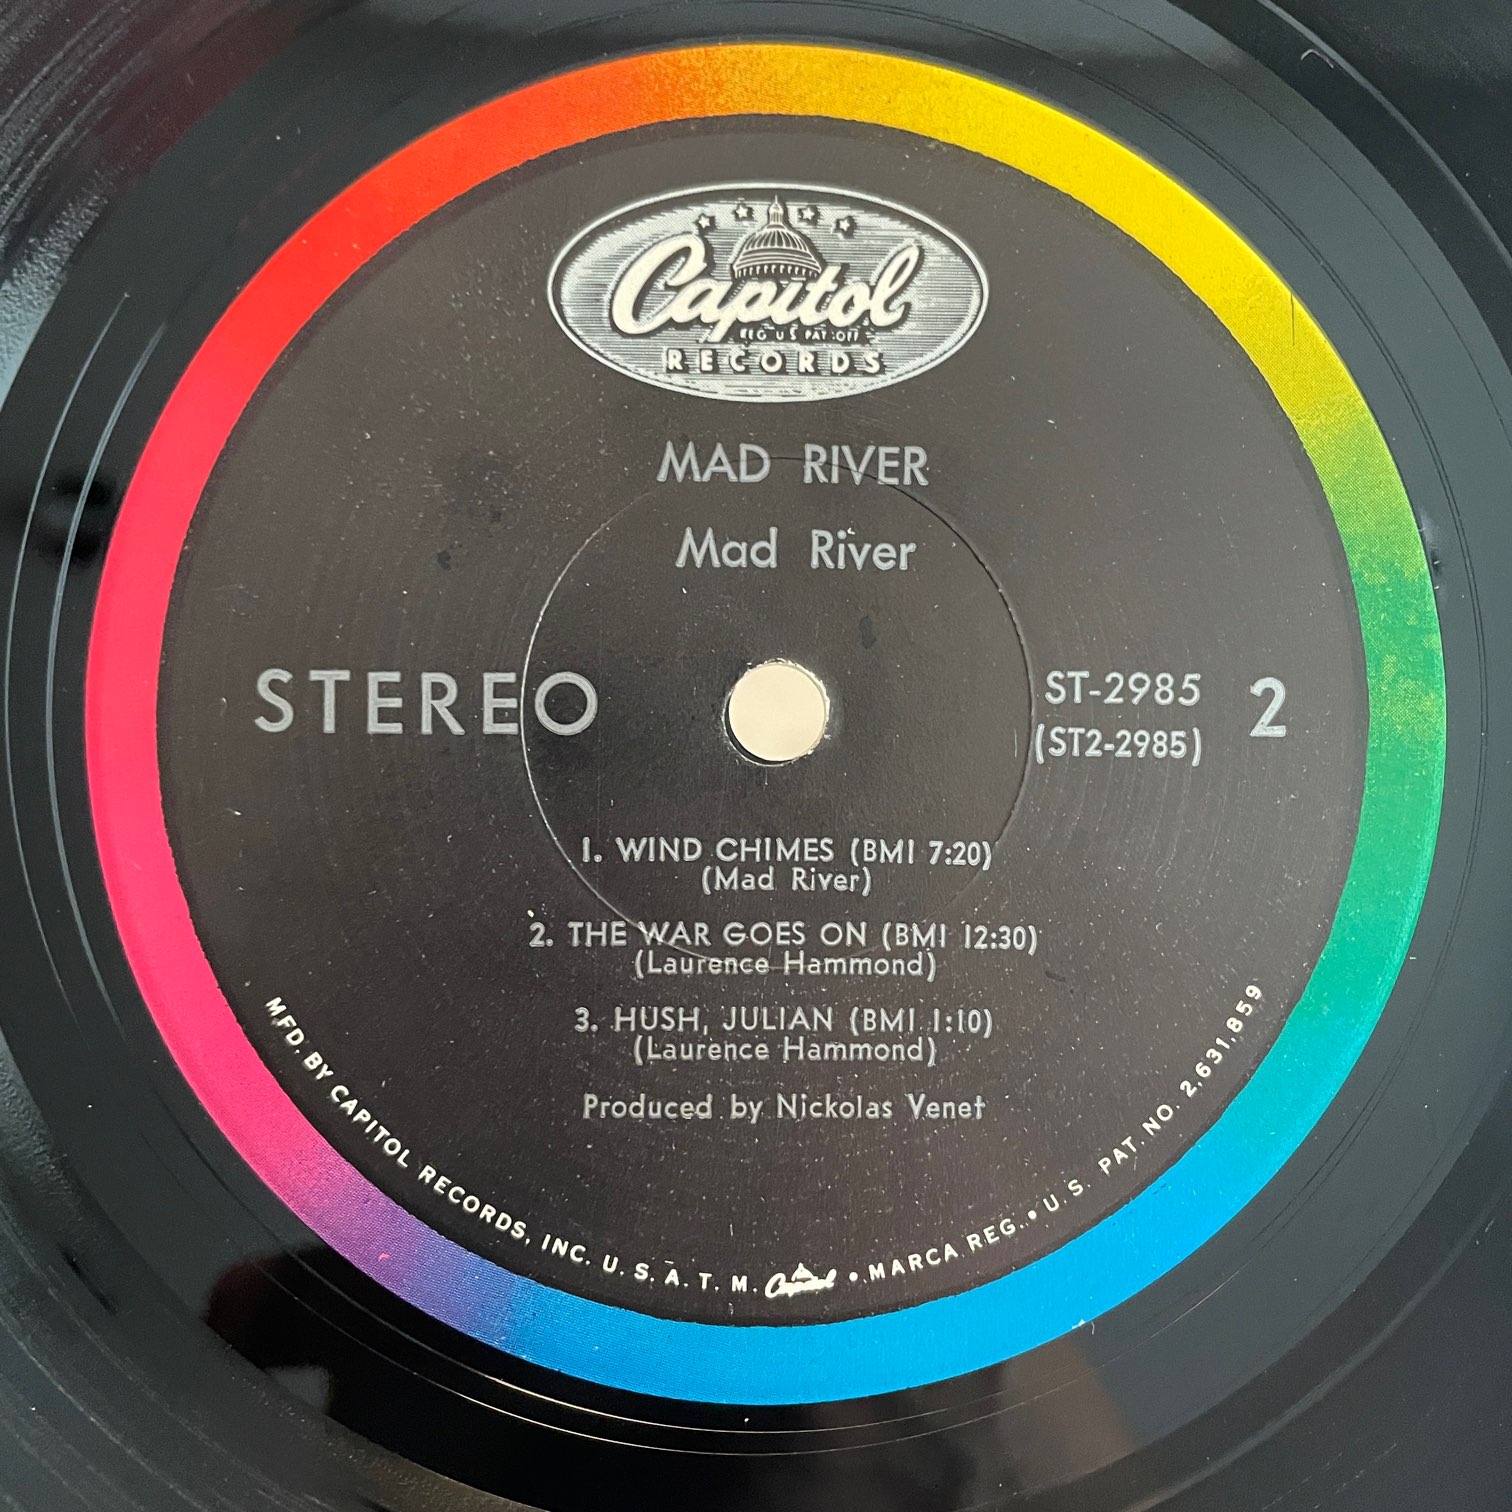 Capitol
REG U S PAT OFF
RECORDS
MAD RIVER
Mad River
STEREO
ST-2985
(ST2-2985)
2
1. WIND CHIMES (BMI 7:20)
(Mad River)
2. THE WAR GOES ON (BMI 12:30)
(Laurence Hammond)
3. HUSH, JULIAN (BMI 1:10)
(Laurence Hammond)
Produced by Nickolas Venet
MFD. BY CAPITOL RECORDS, INC. U.S.A. T. M. Capitol • MARCA REG. • U.S. PAT. NO. 2,631,859